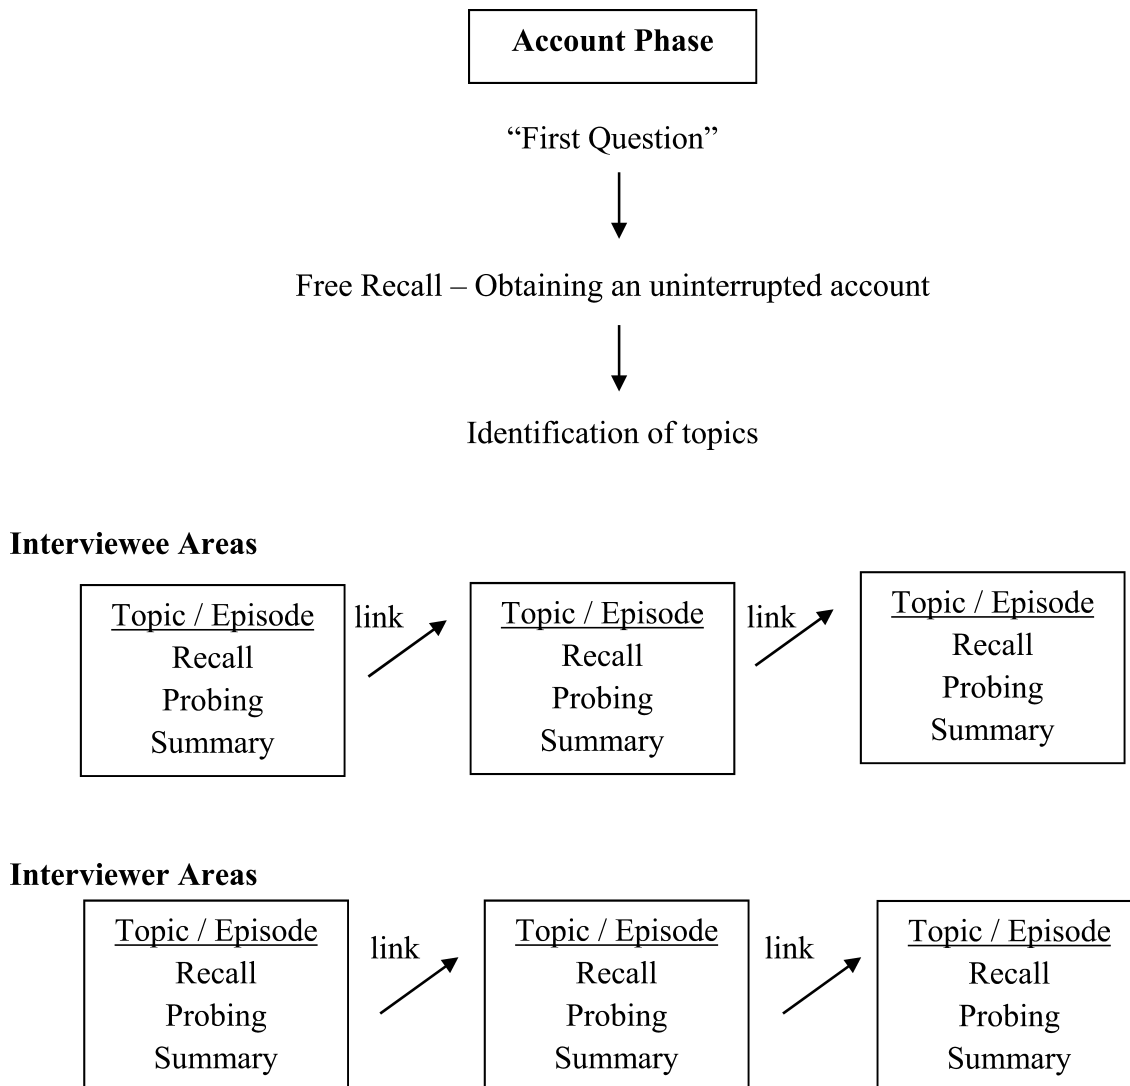 Account Phase
“First Question”
Free Recall – Obtaining an uninterrupted account
Identification of topics
Interviewee Areas
Topic / Episode
Recall
Probing
Summary
link
Topic / Episode
Recall
Probing
Summary
link
Topic / Episode
Recall
Probing
Summary
Interviewer Areas
Topic / Episode
Recall
Probing
Summary
link
Topic / Episode
Recall
Probing
Summary
link
Topic / Episode
Recall
Probing
Summary